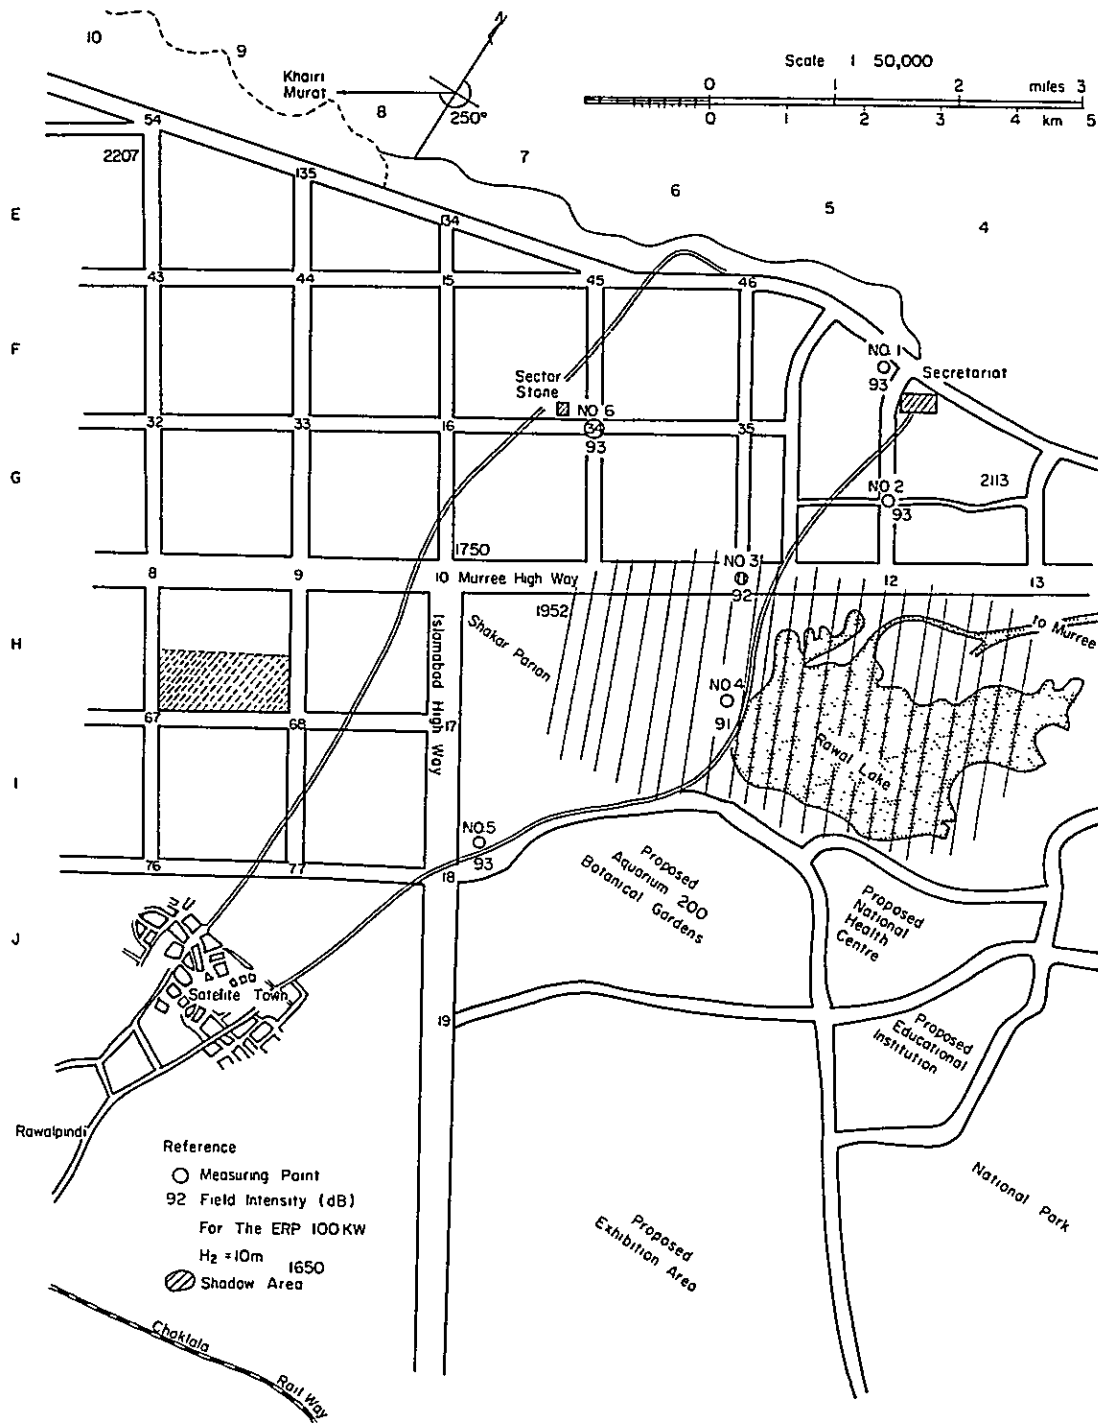 N
Scale 1 50,000
0 1 2 miles 3
0 1 2 3 4 km 5
10
9
8
7
6
5
4
Khairi
Murat
250°
54
2207
135
134
E
43
44
15
45
46
F
NO.1
93
Secretariat
Sector
Stone
NO 6
34
93
32
33
16
35
G
NO 2
93
2113
1750
NO 3
11
92
8
9
10
Murree High Way
12
13
1952
to Murree
H
Shakar Parian
Islamabad High Way
NO 4
91
67
68
17
Rawal Lake
I
NO.5
93
76
77
18
Proposed
Aquarium 200
Botanical Gardens
Proposed
National
Health
Centre
J
Satelite Town
19
Proposed
Educational
Institution
Rawalpindi
Reference
Measuring Point
92 Field Intensity (dB)
For The ERP 100KW
H₂ =10m
1650
Shadow Area
Proposed
Exhibition Area
National Park
Choklala
Rail Way